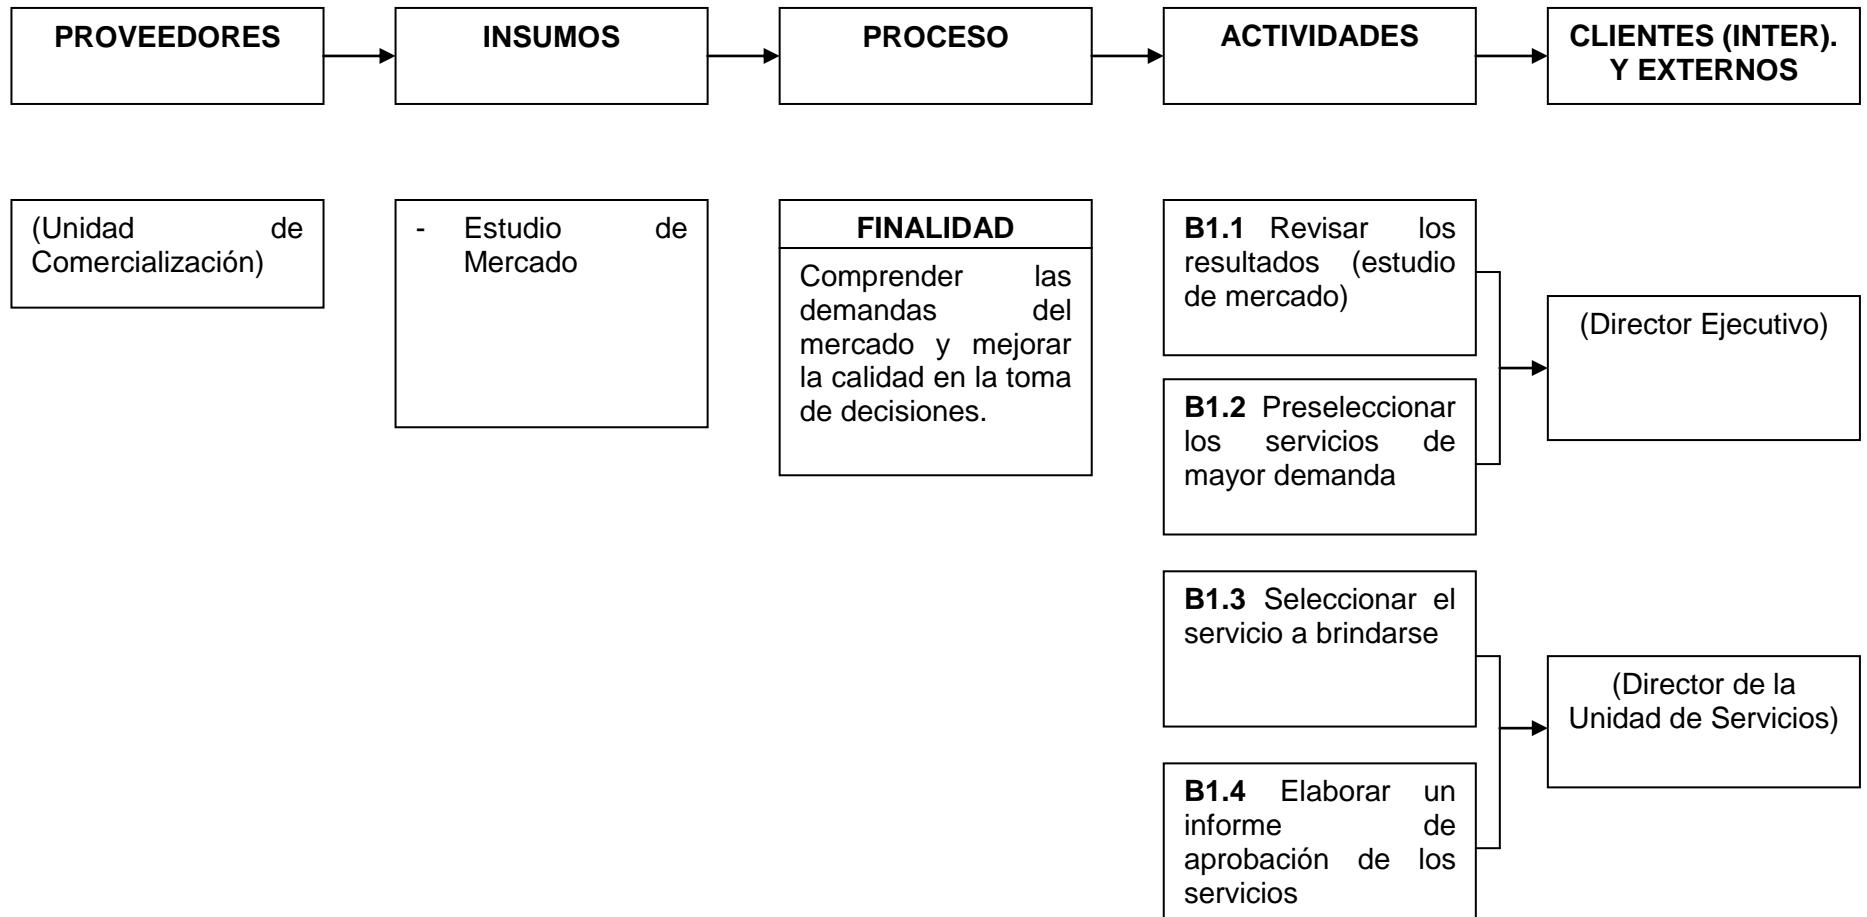 PROVEEDORES
INSUMOS
PROCESO
ACTIVIDADES
CLIENTES (INTER).
Y EXTERNOS
(Unidad de
Comercialización)
- Estudio de
Mercado
FINALIDAD
Comprender las
demandas del
mercado y mejorar
la calidad en la toma
de decisiones.
B1.1 Revisar los
resultados (estudio
de mercado)
B1.2 Preseleccionar
los servicios de
mayor demanda
(Director Ejecutivo)
B1.3 Seleccionar el
servicio a brindarse
B1.4 Elaborar un
informe de
aprobación de los
servicios
(Director de la
Unidad de Servicios)